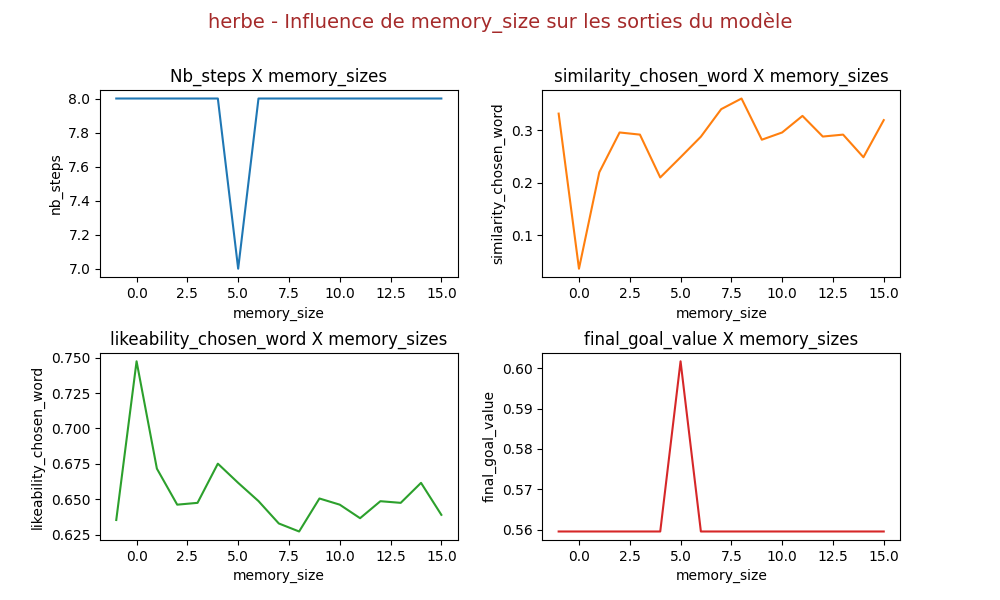 herbe - Influence de memory_size sur les sorties du modèle
Nb_steps X memory_sizes
nb_steps
8.0
7.8
7.6
7.4
7.2
7.0
0.0 2.5 5.0 7.5 10.0 12.5 15.0
memory_size
similarity_chosen_word X memory_sizes
similarity_chosen_word
0.3
0.2
0.1
0.0 2.5 5.0 7.5 10.0 12.5 15.0
memory_size
likeability_chosen_word X memory_sizes
likeability_chosen_word
0.750
0.725
0.700
0.675
0.650
0.625
0.0 2.5 5.0 7.5 10.0 12.5 15.0
memory_size
final_goal_value X memory_sizes
final_goal_value
0.60
0.59
0.58
0.57
0.56
0.0 2.5 5.0 7.5 10.0 12.5 15.0
memory_size